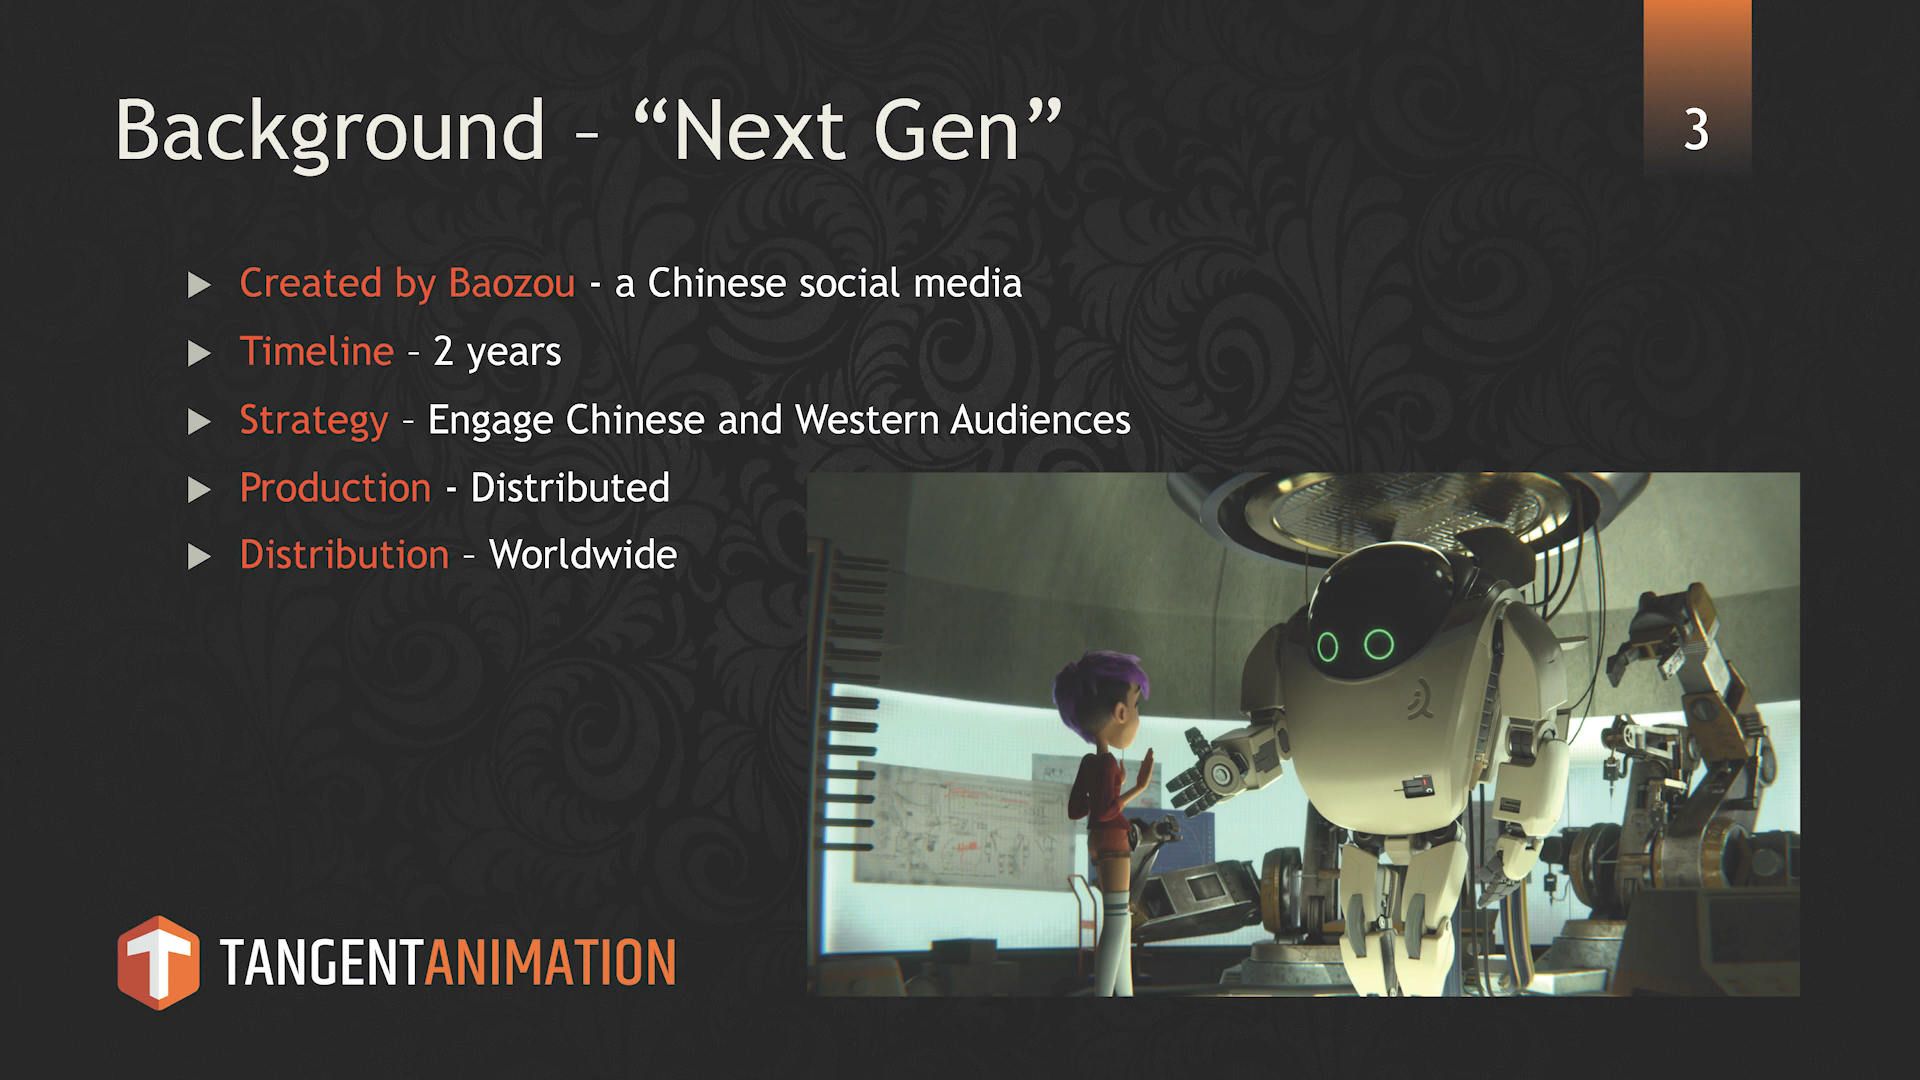 Background – “Next Gen”
3
Created by Baozou - a Chinese social media
Timeline – 2 years
Strategy – Engage Chinese and Western Audiences
Production - Distributed
Distribution – Worldwide
TANGENTANIMATION